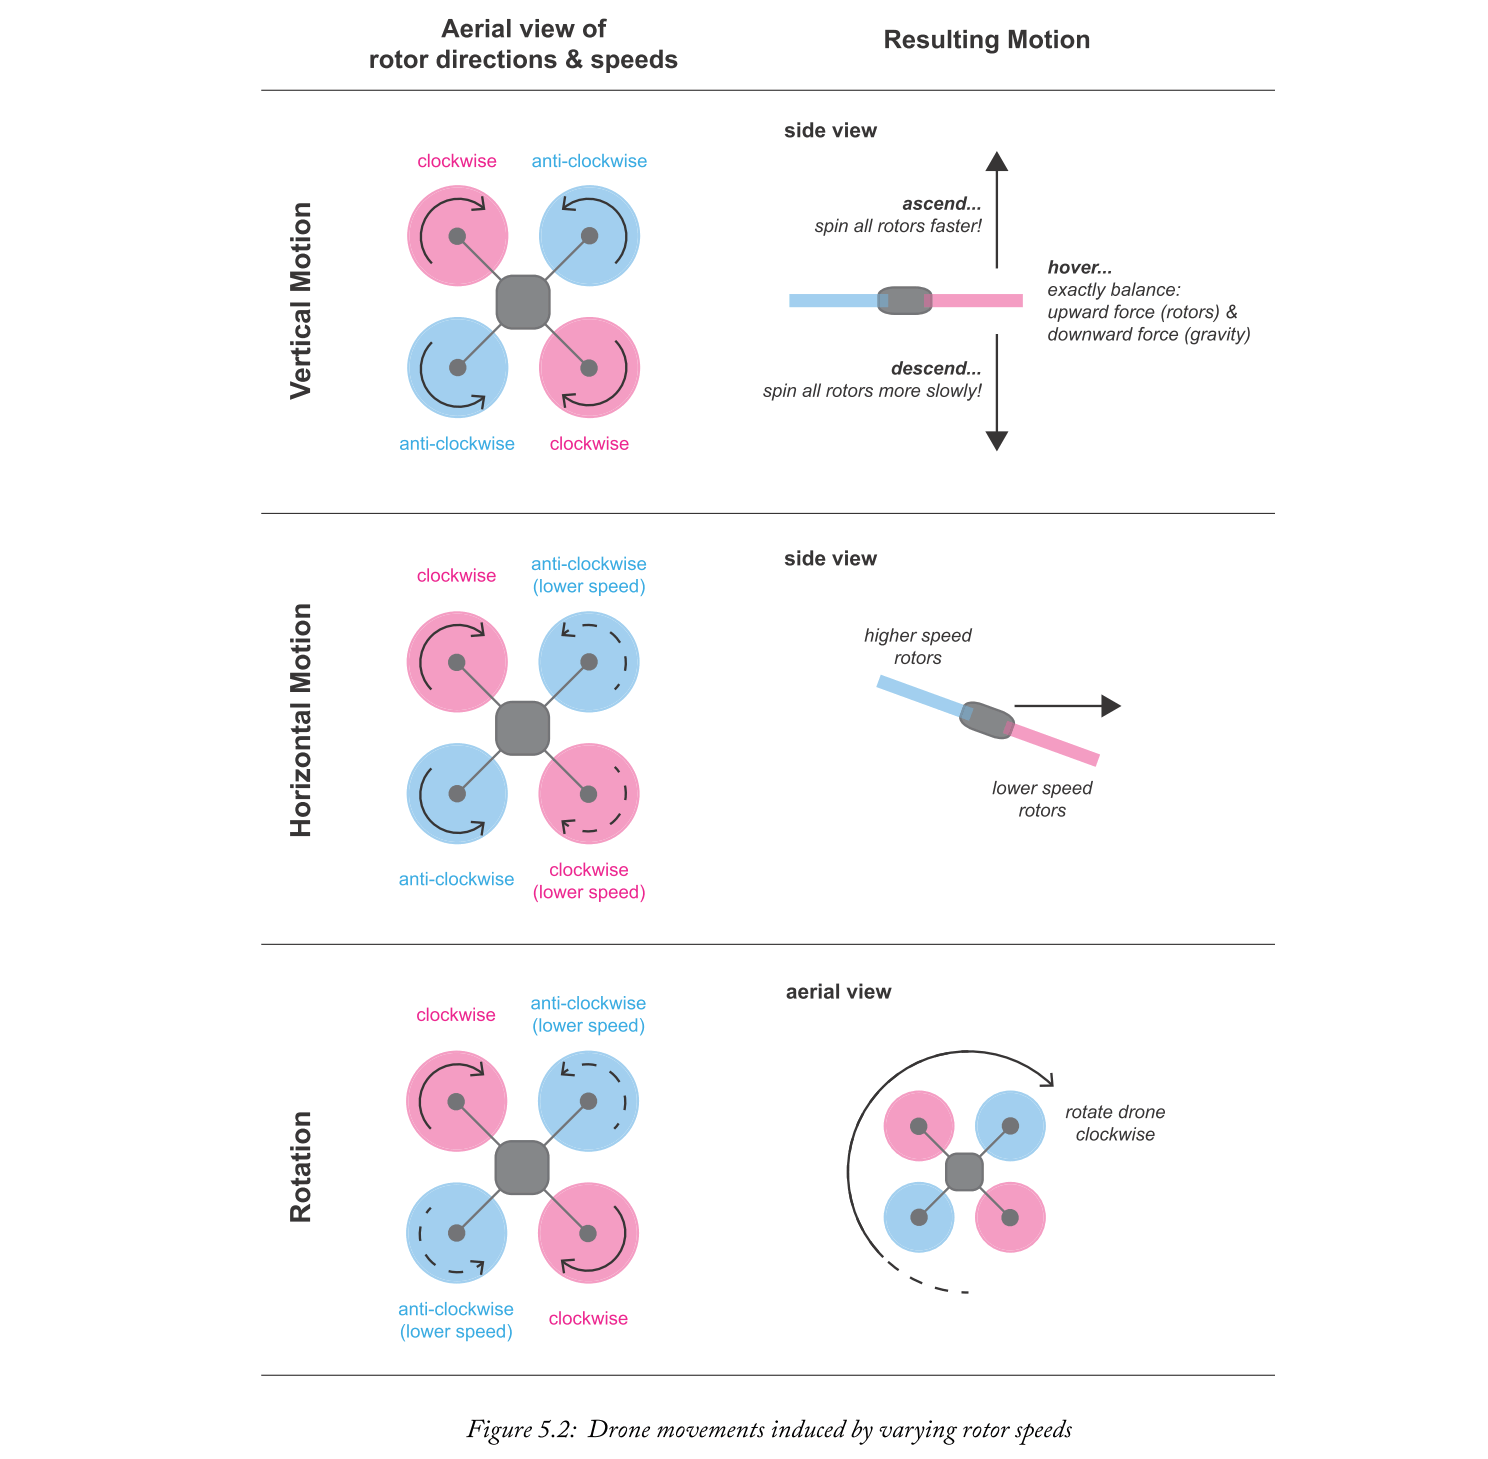 Aerial view of
rotor directions & speeds
Resulting Motion
Vertical Motion
clockwise
anti-clockwise
anti-clockwise
clockwise
side view
ascend...
spin all rotors faster!
hover...
exactly balance:
upward force (rotors) &
downward force (gravity)
descend...
spin all rotors more slowly!
Horizontal Motion
clockwise
anti-clockwise
(lower speed)
anti-clockwise
clockwise
(lower speed)
side view
higher speed
rotors
lower speed
rotors
Rotation
clockwise
anti-clockwise
(lower speed)
anti-clockwise
(lower speed)
clockwise
aerial view
rotate drone
clockwise
Figure 5.2: Drone movements induced by varying rotor speeds